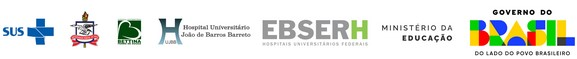 SUS
BETTINA
HUJBB
Hospital Universitário
João de Barros Barreto
EBSERH
HOSPITAIS UNIVERSITÁRIOS FEDERAIS
MINISTÉRIO DA
EDUCAÇÃO
GOVERNO DO
BRASIL
DO LADO DO POVO BRASILEIRO